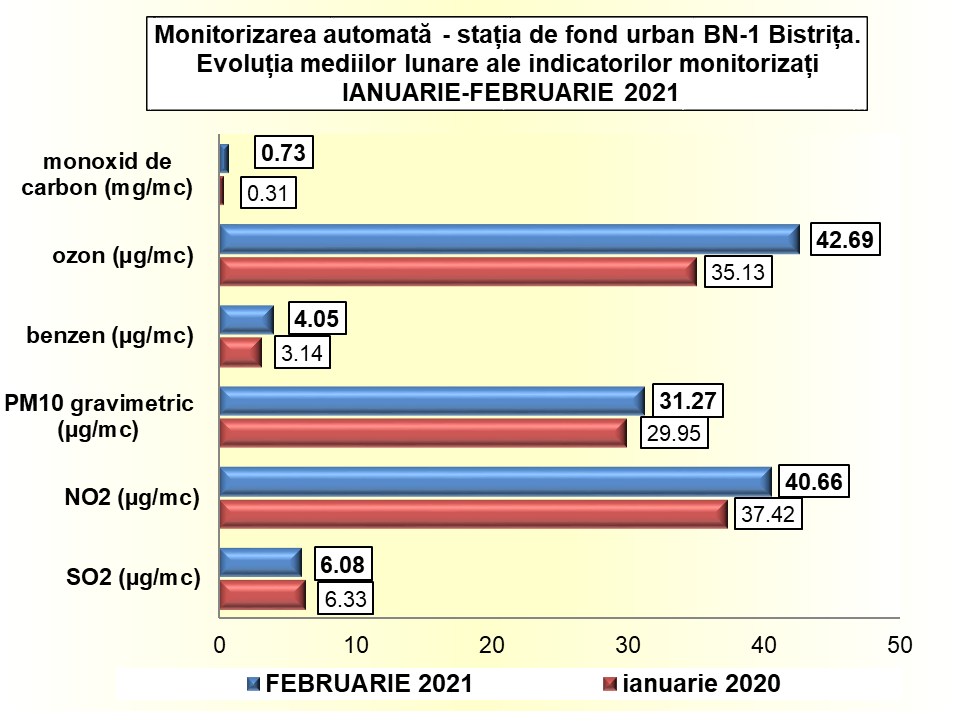 Monitorizarea automată - stația de fond urban BN-1 Bistrița.
Evoluția mediilor lunare ale indicatorilor monitorizați
IANUARIE-FEBRUARIE 2021
monoxid de
carbon (mg/mc)
0.73
0.31
ozon (µg/mc)
42.69
35.13
benzen (µg/mc)
4.05
3.14
PM10 gravimetric
(µg/mc)
31.27
29.95
NO2 (µg/mc)
40.66
37.42
SO2 (µg/mc)
6.08
6.33
0 10 20 30 40 50
FEBRUARIE 2021 ianuarie 2020